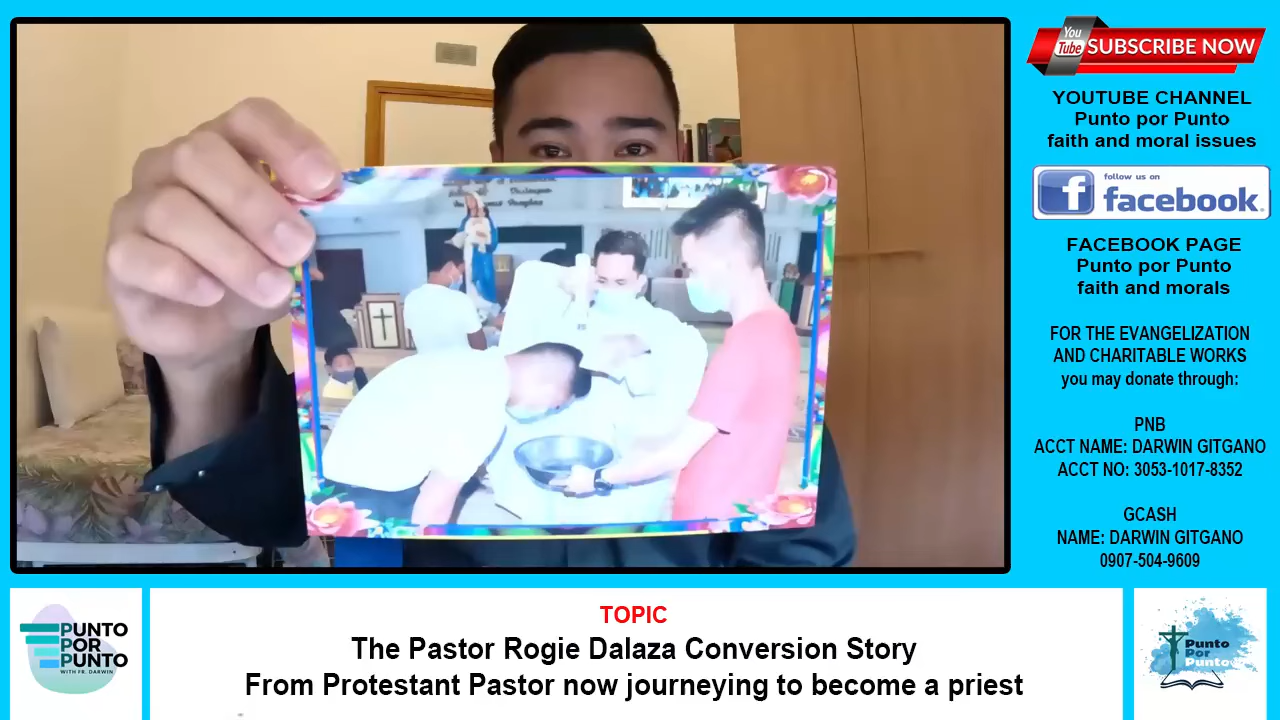 You
Tube SUBSCRIBE NOW
YOUTUBE CHANNEL
Punto por Punto
faith and moral issues
follow us on
f facebook.
FACEBOOK PAGE
Punto por Punto
faith and morals
FOR THE EVANGELIZATION
AND CHARITABLE WORKS
you may donate through:
PNB
ACCT NAME: DARWIN GITGANO
ACCT NO: 3053-1017-8352
GCASH
NAME: DARWIN GITGANO
0907-504-9609
PUNTO
POR
PUNTO
WITH FR. DARWIN
TOPIC
The Pastor Rogie Dalaza Conversion Story
From Protestant Pastor now journeying to become a priest
Punto
Por
Punto